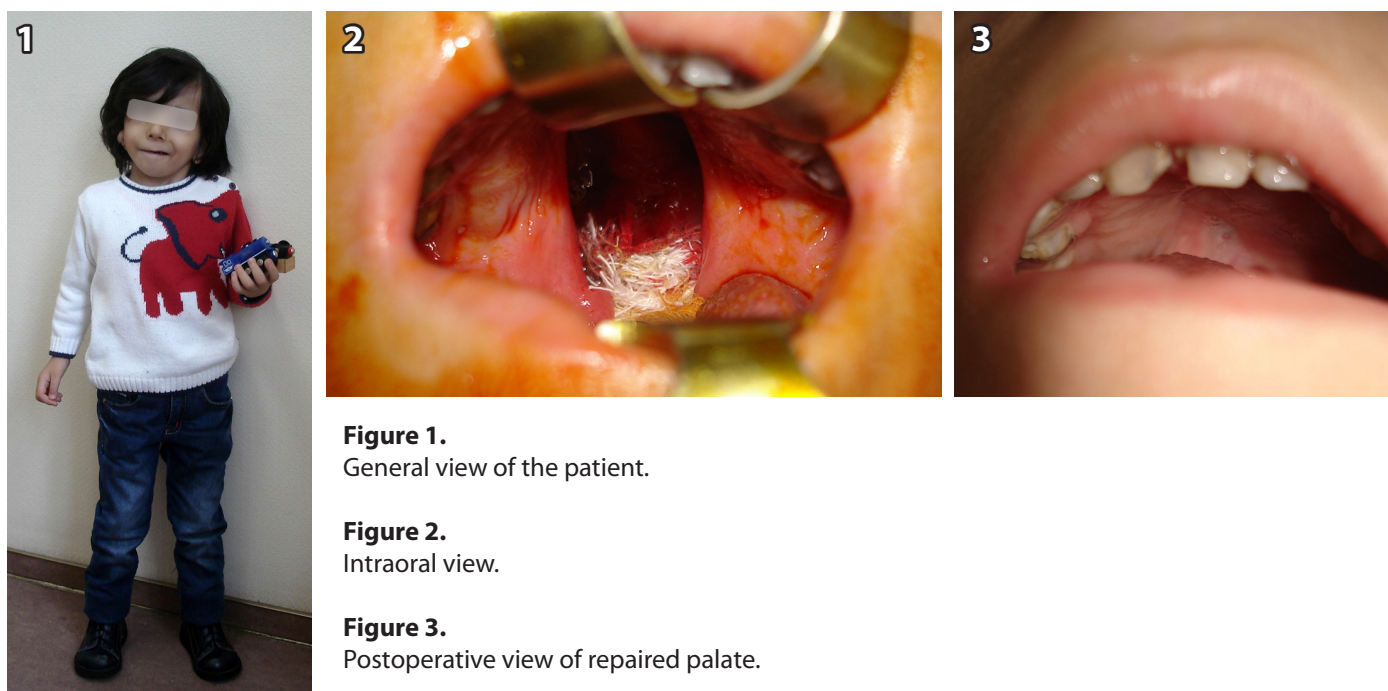 1
2
3
Figure 1.
General view of the patient.
Figure 2.
Intraoral view.
Figure 3.
Postoperative view of repaired palate.